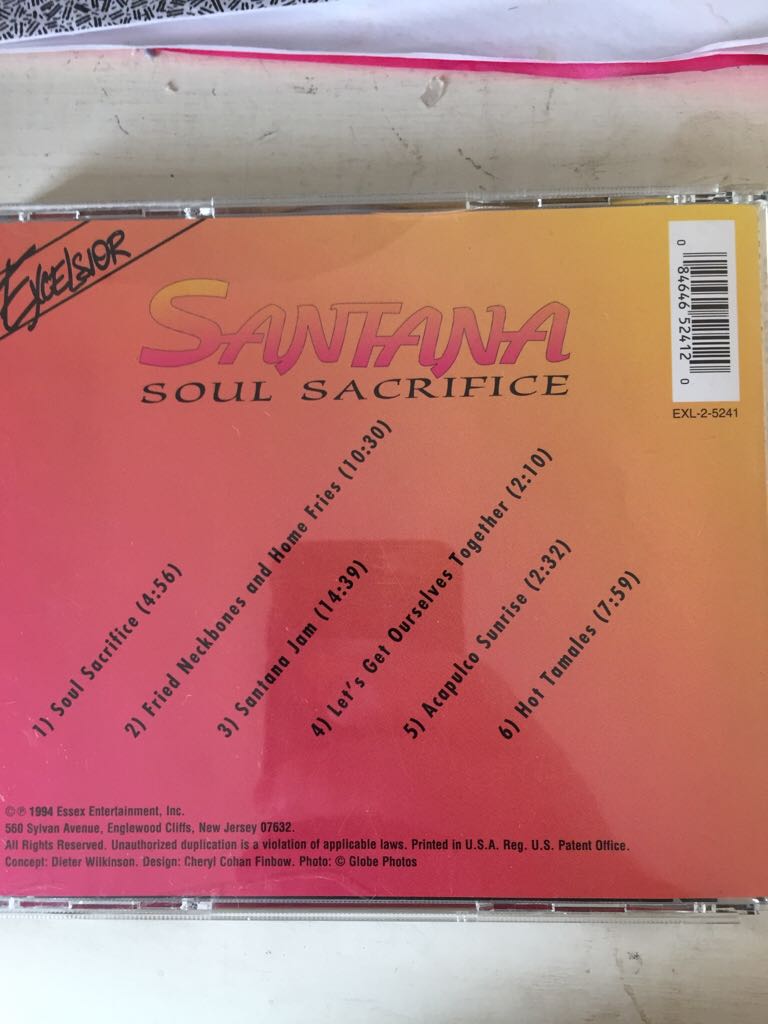 EXCELSIOR
SANTANA
SOUL SACRIFICE
0 84646 52412 0
EXL-2-5241
1) Soul Sacrifice (4:56)
2) Fried Neckbones and Home Fries (10:30)
3) Santana Jam (14:39)
4) Let's Get Ourselves Together (2:10)
5) Acapulco Sunrise (2:32)
6) Hot Tamales (7:59)
©℗ 1994 Essex Entertainment, Inc.
560 Sylvan Avenue, Englewood Cliffs, New Jersey 07632.
All Rights Reserved. Unauthorized duplication is a violation of applicable laws. Printed in U.S.A. Reg. U.S. Patent Office.
Concept: Dieter Wilkinson. Design: Cheryl Cohan Finbow. Photo: © Globe Photos